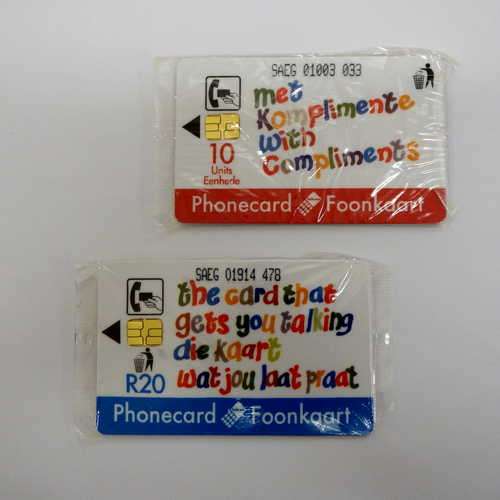 SAEG 01003 033
met
Komplimente
with
Compliments
10
Units
Eenhede
Phonecard Foonkaart
SAEG 01914 478
the card that
gets you talking
die kaart
wat jou laat praat
R20
Phonecard Foonkaart